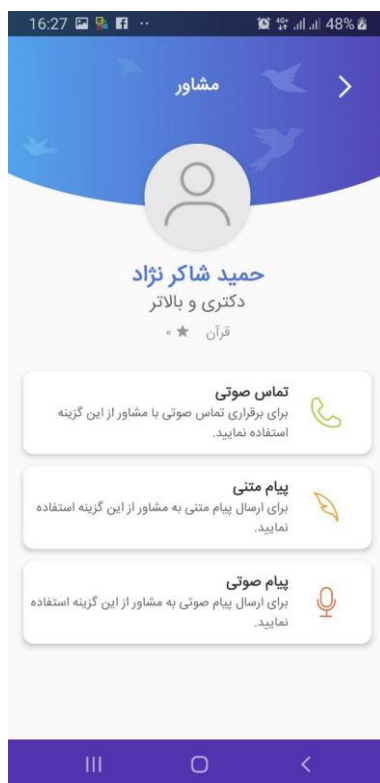 16:27 48%
مشاور
حمید شاکر نژاد
دکتری و بالاتر
قرآن ★ ۰
تماس صوتی
برای برقراری تماس صوتی با مشاور از این گزینه
استفاده نمایید.
پیام متنی
برای ارسال پیام متنی به مشاور از این گزینه استفاده
نمایید.
پیام صوتی
برای ارسال پیام صوتی به مشاور از این گزینه استفاده
نمایید.